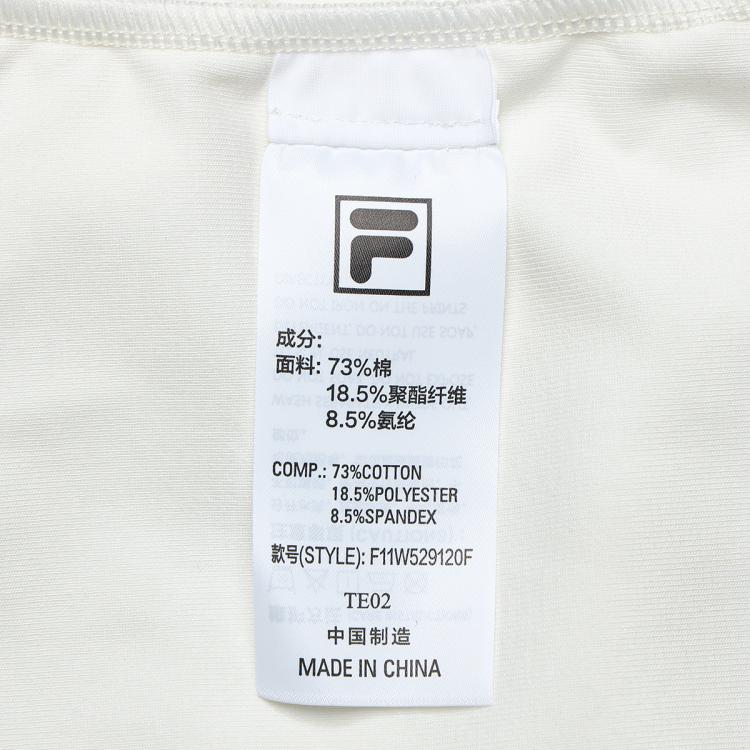 F
成分:
面料: 73%棉
18.5%聚酯纤维
8.5%氨纶
COMP.: 73%COTTON
18.5%POLYESTER
8.5%SPANDEX
款号(STYLE): F11W529120F
TE02
中国制造
MADE IN CHINA